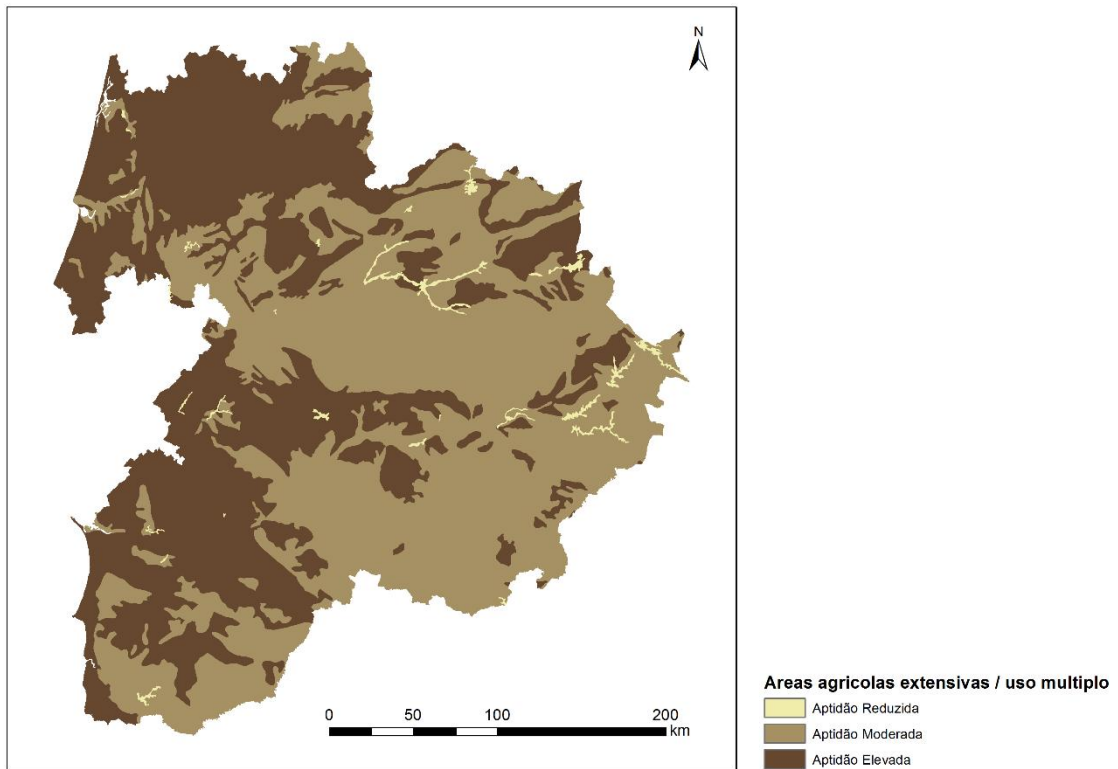 N
0 50 100 200
km
Areas agricolas extensivas / uso multiplo
Aptidão Reduzida
Aptidão Moderada
Aptidão Elevada